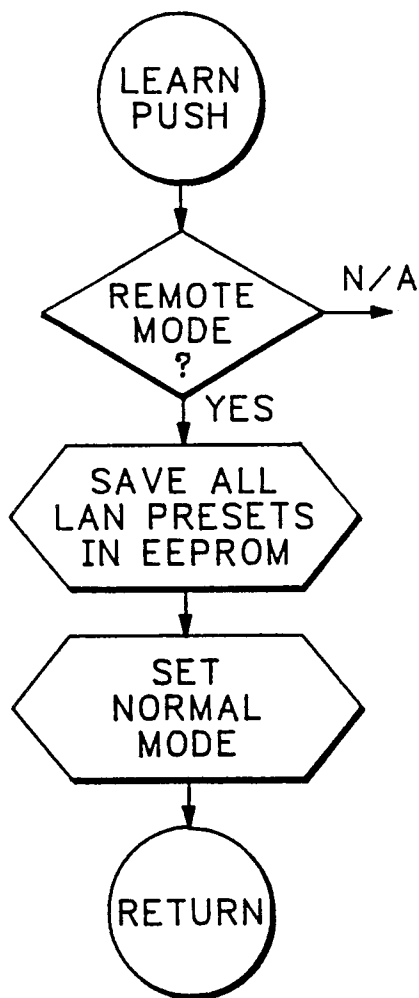 LEARN
PUSH
REMOTE
MODE
?
N/A
YES
SAVE ALL
LAN PRESETS
IN EEPROM
SET
NORMAL
MODE
RETURN